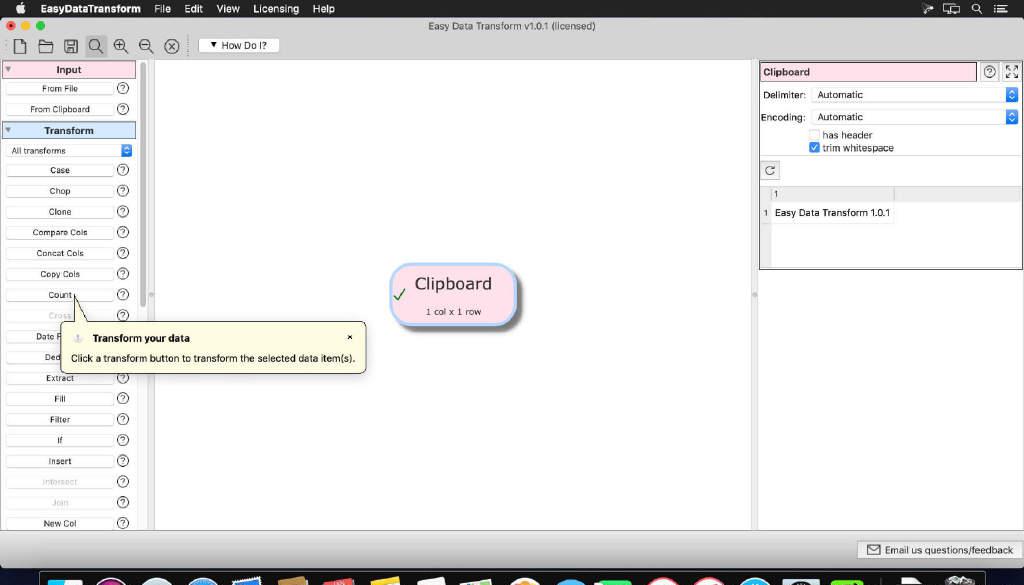 EasyDataTransform File Edit View Licensing Help
Easy Data Transform v1.0.1 (licensed)
▼ How Do I?
Input
From File
From Clipboard
Transform
All transforms
Case
Chop
Clone
Compare Cols
Concat Cols
Copy Cols
Count
Cross
Date F
Ded
Extract
Fill
Filter
If
Insert
Intersect
Join
New Col
Transform your data
Click a transform button to transform the selected data item(s).
Clipboard
1 col x 1 row
Clipboard
Delimiter: Automatic
Encoding: Automatic
has header
trim whitespace
1
1 Easy Data Transform 1.0.1
Email us questions/feedback